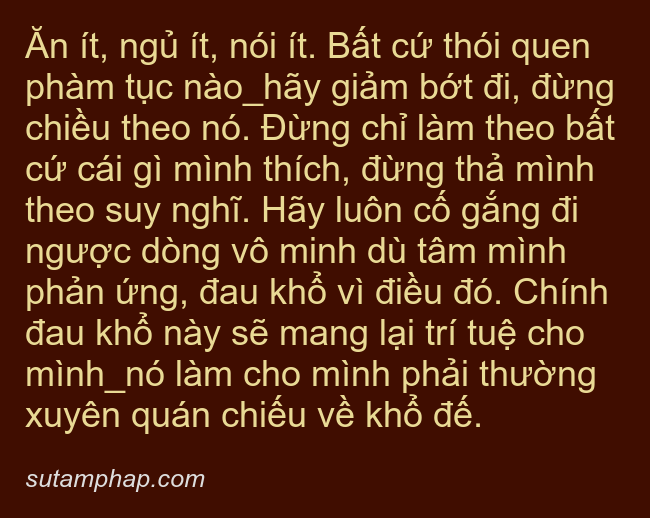 Ăn ít, ngủ ít, nói ít. Bất cứ thói quen
phàm tục nào_hãy giảm bớt đi, đừng
chiều theo nó. Đừng chỉ làm theo bất
cứ cái gì mình thích, đừng thả mình
theo suy nghĩ. Hãy luôn cố gắng đi
ngược dòng vô minh dù tâm mình
phản ứng, đau khổ vì điều đó. Chính
đau khổ này sẽ mang lại trí tuệ cho
mình_nó làm cho mình phải thường
xuyên quán chiếu về khổ đế.
sutamphap.com